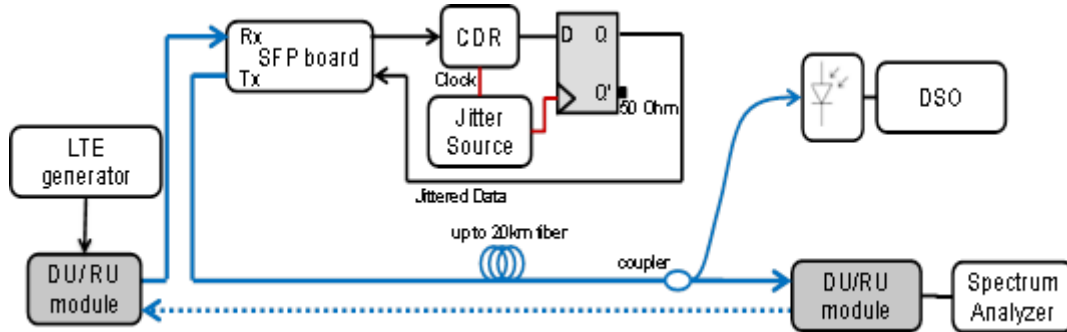 Rx
SFP board
Tx
CDR
D
Q
Q'
50 Ohm
Clock
Jitter
Source
DSO
LTE
generator
Jittered Data
up to 20km fiber
coupler
DU/RU
module
DU/RU
module
Spectrum
Analyzer